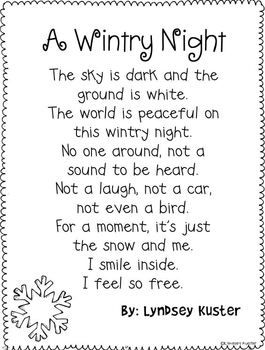 A Wintry Night
The sky is dark and the
ground is white.
The world is peaceful on
this wintry night.
No one around, not a
sound to be heard.
Not a laugh, not a car,
not even a bird.
For a moment, it's just
the snow and me.
I smile inside.
I feel so free.
By: Lyndsey Kuster